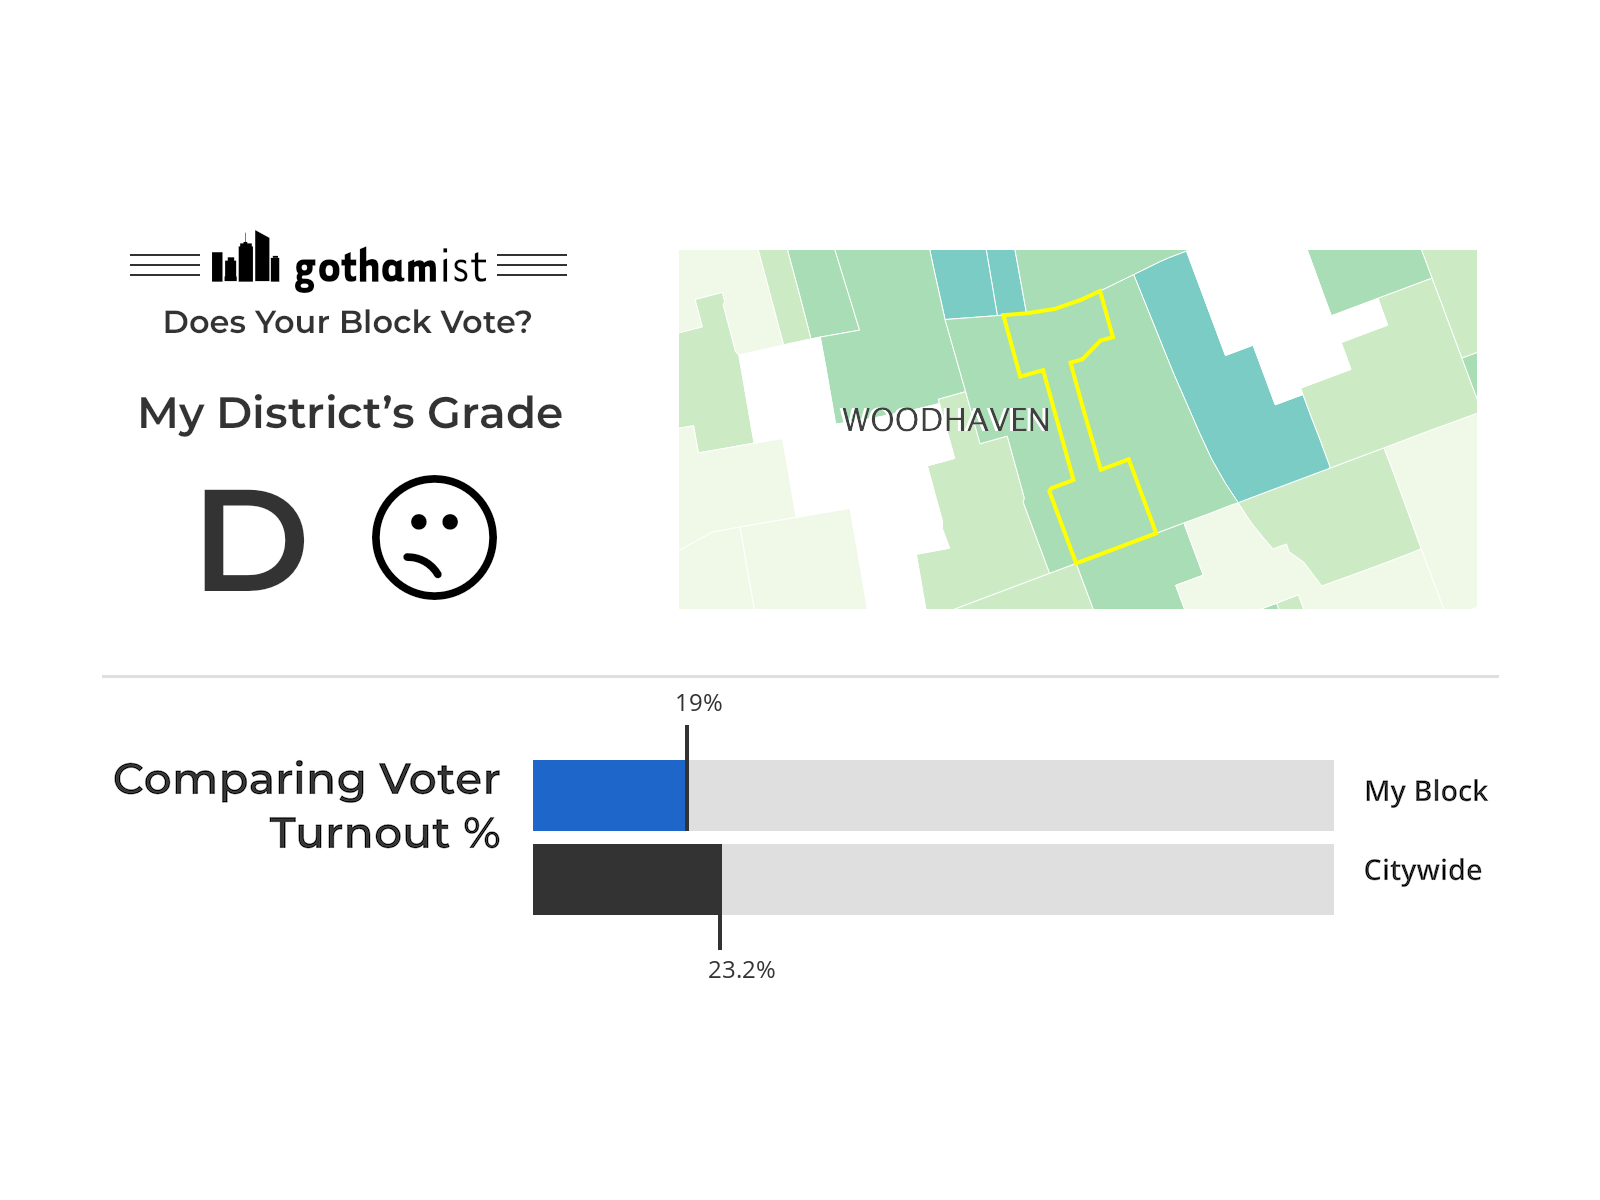 gothamist
Does Your Block Vote?
My District's Grade
D
WOODHAVEN
19%
Comparing Voter
Turnout %
My Block
Citywide
23.2%